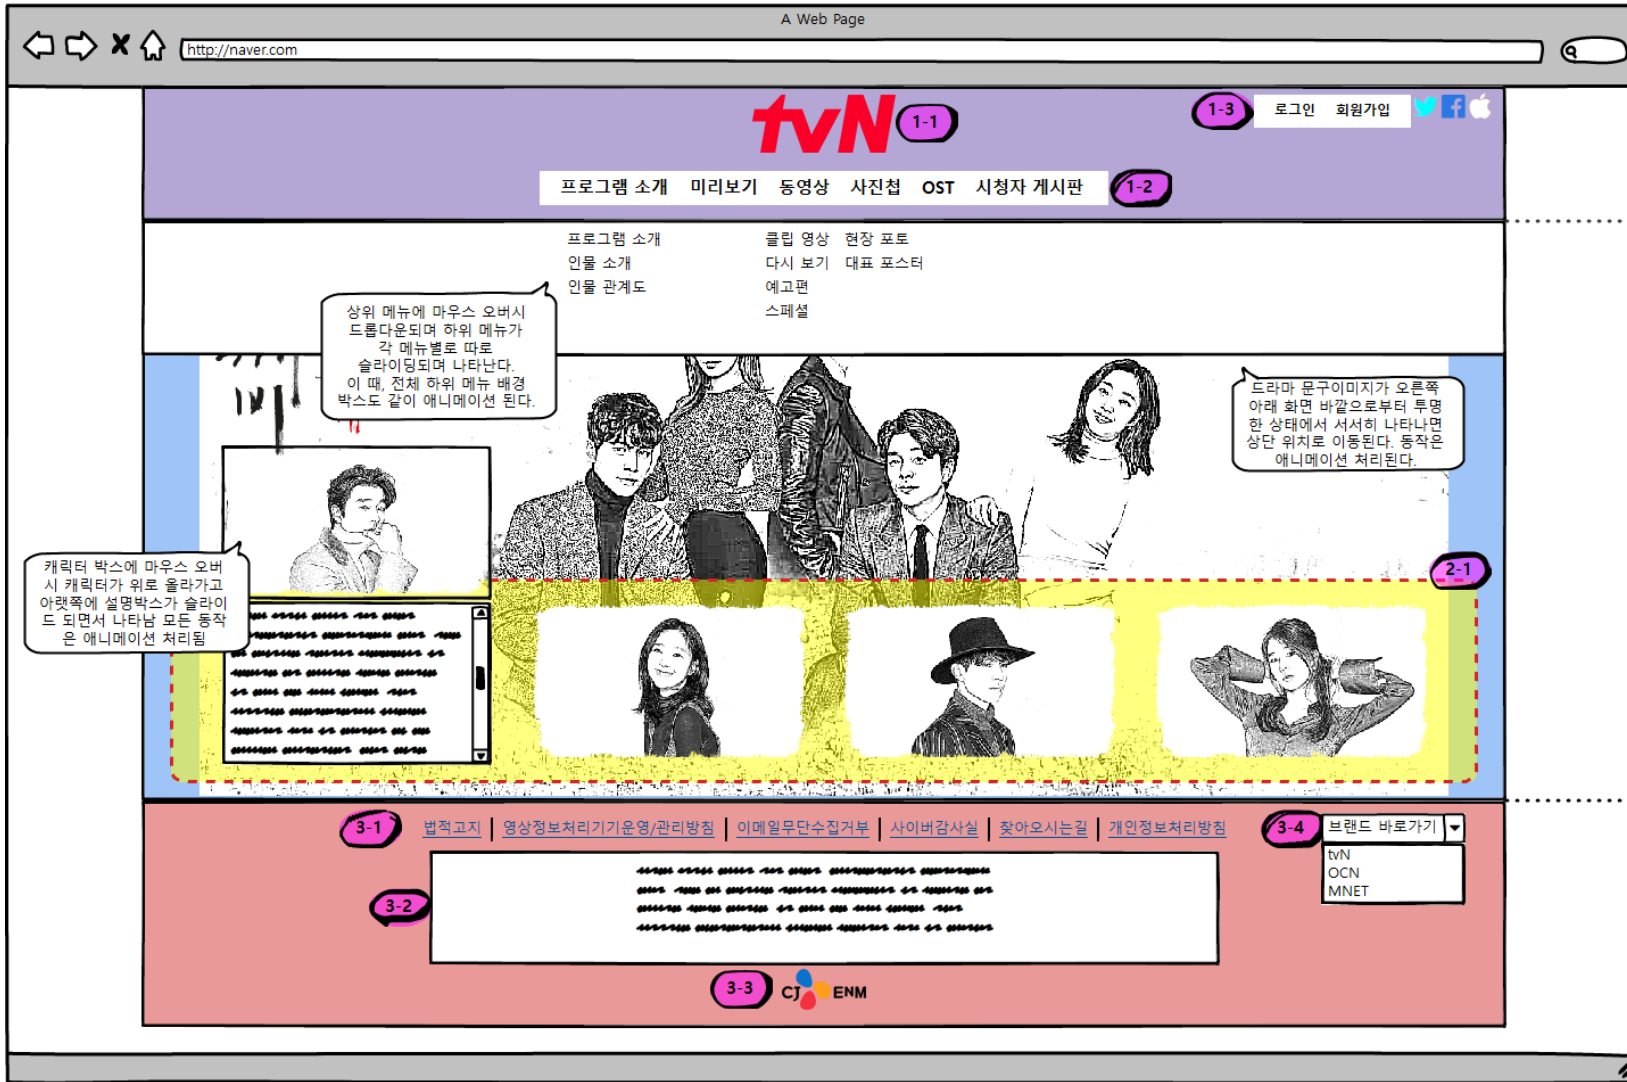 A Web Page
http://naver.com
tvN
1-1
1-3
로그인 회원가입
프로그램 소개 미리보기 동영상 사진첩 OST 시청자 게시판
1-2
프로그램 소개
인물 소개
인물 관계도
클립 영상
다시 보기
예고편
스페셜
현장 포토
대표 포스터
상위 메뉴에 마우스 오버시
드롭다운되며 하위 메뉴가
각 메뉴별로 따로
슬라이딩되며 나타난다.
이 때, 전체 하위 메뉴 배경
박스도 같이 애니메이션 된다.
드라마 문구이미지가 오른쪽
아래 화면 바깥으로부터 투명
한 상태에서 서서히 나타나면
상단 위치로 이동된다. 동작은
애니메이션 처리된다.
캐릭터 박스에 마우스 오버
시 캐릭터가 위로 올라가고
아랫쪽에 설명박스가 슬라이
드 되면서 나타남 모든 동작
은 애니메이션 처리됨
2-1
3-1
법적고지 영상정보처리기기운영/관리방침 이메일무단수집거부 사이버감사실 찾아오시는길 개인정보처리방침
3-4
브랜드 바로가기
tvN
OCN
MNET
3-2
3-3
CJ ENM